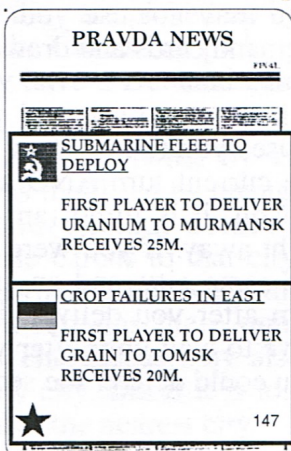 PRAVDA NEWS
SUBMARINE FLEET TO
DEPLOY
FIRST PLAYER TO DELIVER
URANIUM TO MURMANSK
RECEIVES 25M.
CROP FAILURES IN EAST
FIRST PLAYER TO DELIVER
GRAIN TO TOMSK
RECEIVES 20M.
147